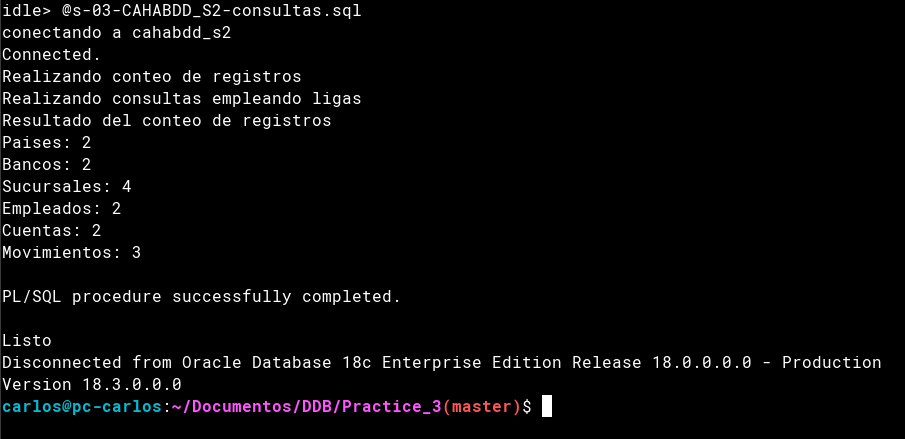 idle> @s-03-CAHABDD_S2-consultas.sql
conectando a cahabdd_s2
Connected.
Realizando conteo de registros
Realizando consultas empleando ligas
Resultado del conteo de registros
Paises: 2
Bancos: 2
Sucursales: 4
Empleados: 2
Cuentas: 2
Movimientos: 3
PL/SQL procedure successfully completed.
Listo
Disconnected from Oracle Database 18c Enterprise Edition Release 18.0.0.0.0 - Production
Version 18.3.0.0.0
carlos@pc-carlos:~/Documentos/DDB/Practice_3(master)$